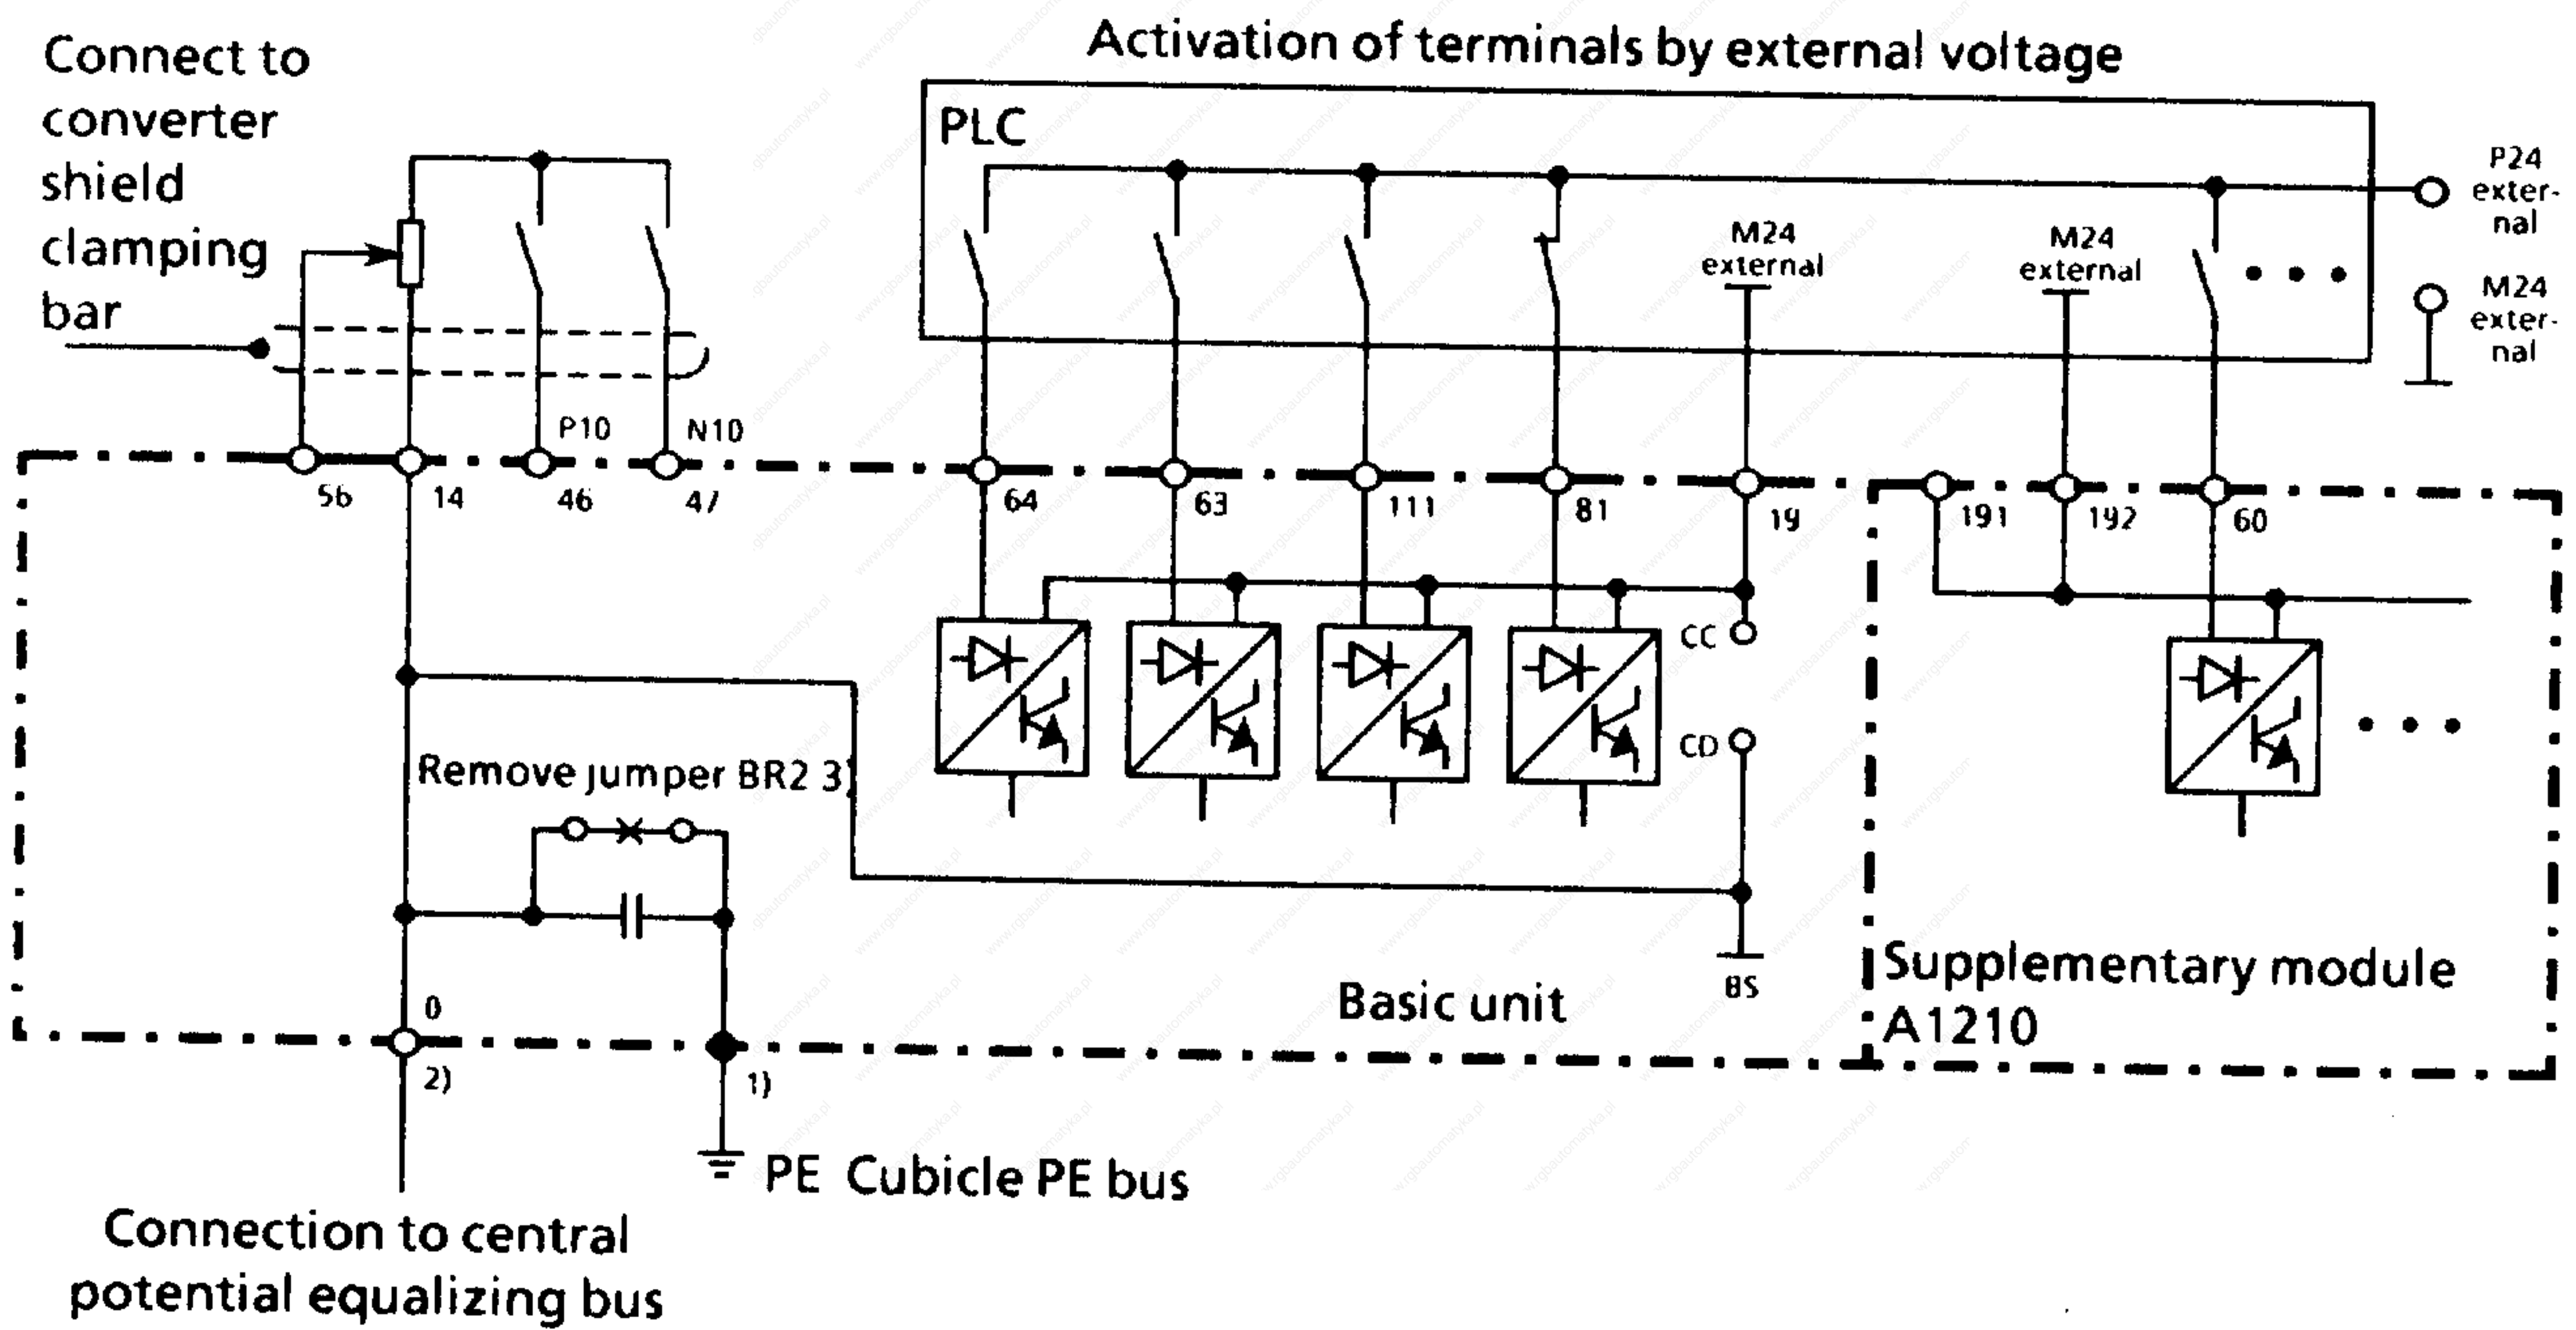 Connect to
converter
shield
clamping
bar
Activation of terminals by external voltage
PLC
P24
exter-
nal
M24
external
M24
external
M24
exter-
nal
P10
N10
56
14
46
47
64
63
111
81
19
191
192
60
CC
CD
Remove jumper BR2 3)
BS
Basic unit
Supplementary module
A1210
0
2)
1)
PE Cubicle PE bus
Connection to central
potential equalizing bus
www.rgbautomatyka.pl